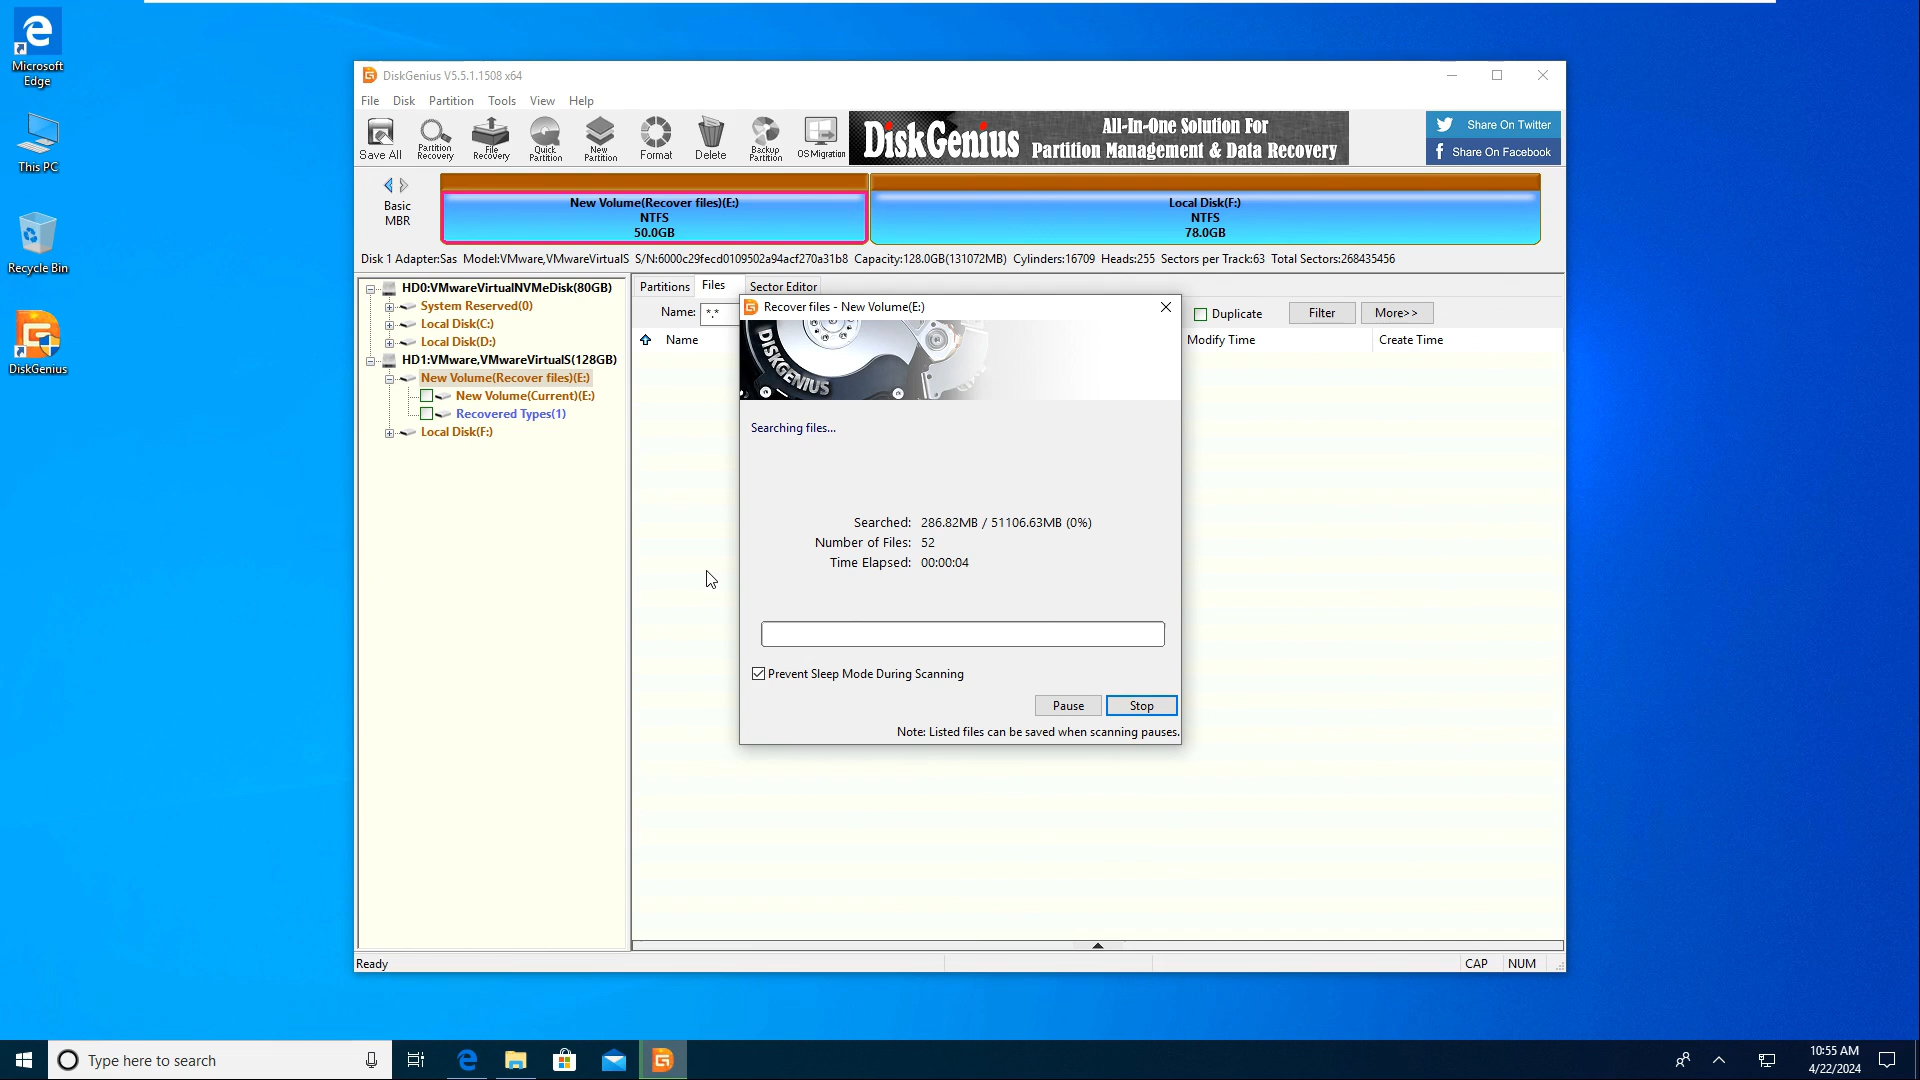 Microsoft
Edge
This PC
Recycle Bin
DiskGenius
DiskGenius V5.5.1.1508 x64
File Disk Partition Tools View Help
Save All
Partition
Recovery
File
Recovery
Quick
Partition
New
Partition
Format
Delete
Backup
Partition
OS Migration
DiskGenius
All-In-One Solution For
Partition Management & Data Recovery
Share On Twitter
Share On Facebook
Basic
MBR
New Volume(Recover files)(E:)
NTFS
50.0GB
Local Disk(F:)
NTFS
78.0GB
Disk 1 Adapter:Sas Model:VMware,VMwareVirtualS S/N:6000c29fecd0109502a94acf270a31b8 Capacity:128.0GB(131072MB) Cylinders:16709 Heads:255 Sectors per Track:63 Total Sectors:268435456
HD0:VMwareVirtualNVMeDisk(80GB)
System Reserved(0)
Local Disk(C:)
Local Disk(D:)
HD1:VMware,VMwareVirtualS(128GB)
New Volume(Recover files)(E:)
New Volume(Current)(E:)
Recovered Types(1)
Local Disk(F:)
Partitions Files Sector Editor
Name: *.*
Duplicate Filter More>>
Name Modify Time Create Time
Recover files - New Volume(E:)
DISKGENIUS
Searching files...
Searched: 286.82MB / 51106.63MB (0%)
Number of Files: 52
Time Elapsed: 00:00:04
Prevent Sleep Mode During Scanning
Pause Stop
Note: Listed files can be saved when scanning pauses.
Ready CAP NUM
Type here to search
10:55 AM
4/22/2024